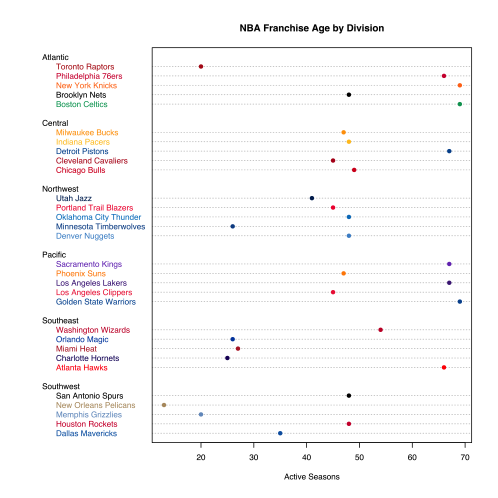 NBA Franchise Age by Division
Atlantic
Toronto Raptors
Philadelphia 76ers
New York Knicks
Brooklyn Nets
Boston Celtics
Central
Milwaukee Bucks
Indiana Pacers
Detroit Pistons
Cleveland Cavaliers
Chicago Bulls
Northwest
Utah Jazz
Portland Trail Blazers
Oklahoma City Thunder
Minnesota Timberwolves
Denver Nuggets
Pacific
Sacramento Kings
Phoenix Suns
Los Angeles Lakers
Los Angeles Clippers
Golden State Warriors
Southeast
Washington Wizards
Orlando Magic
Miami Heat
Charlotte Hornets
Atlanta Hawks
Southwest
San Antonio Spurs
New Orleans Pelicans
Memphis Grizzlies
Houston Rockets
Dallas Mavericks
20 30 40 50 60 70
Active Seasons